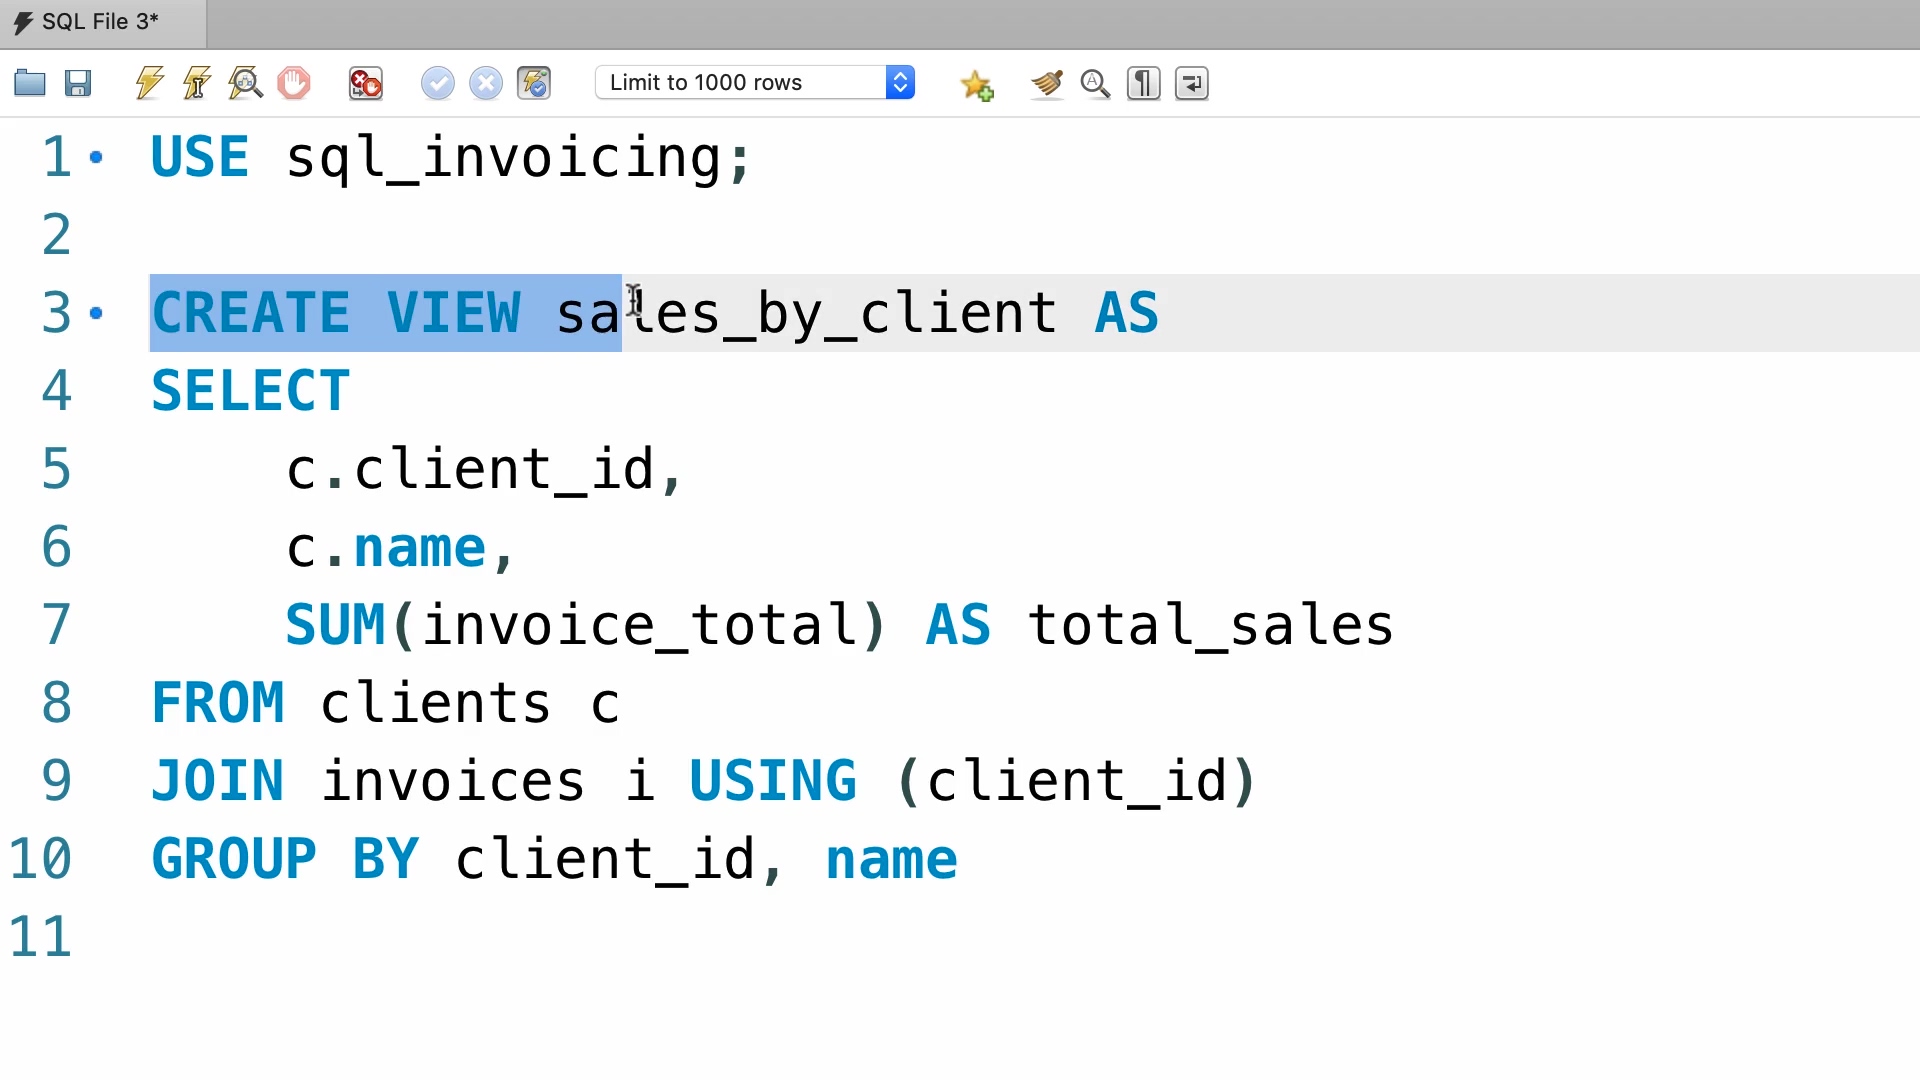 SQL File 3*
Limit to 1000 rows
1 USE sql_invoicing;
2
3 CREATE VIEW sales_by_client AS
4 SELECT
5 c.client_id,
6 c.name,
7 SUM(invoice_total) AS total_sales
8 FROM clients c
9 JOIN invoices i USING (client_id)
10 GROUP BY client_id, name
11